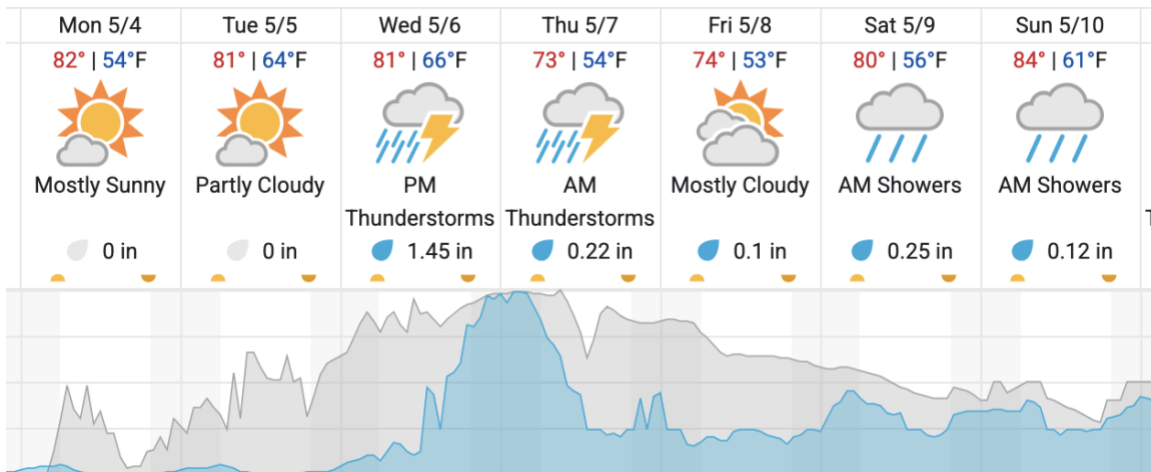 Mon 5/4 Tue 5/5 Wed 5/6 Thu 5/7 Fri 5/8 Sat 5/9 Sun 5/10
82° | 54°F 81° | 64°F 81° | 66°F 73° | 54°F 74° | 53°F 80° | 56°F 84° | 61°F
Mostly Sunny Partly Cloudy PM AM Mostly Cloudy AM Showers AM Showers
Thunderstorms Thunderstorms T
0 in 0 in 1.45 in 0.22 in 0.1 in 0.25 in 0.12 in